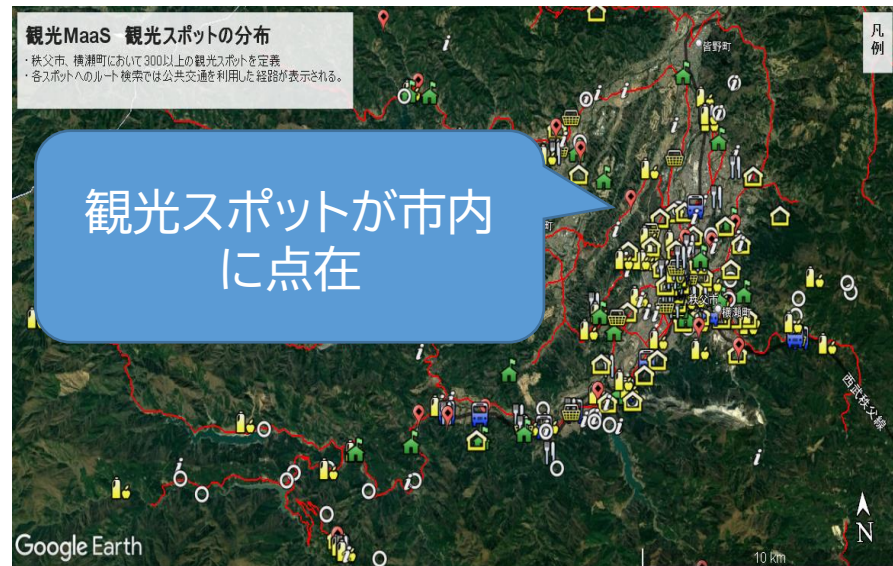 観光MaaS 観光スポットの分布
・秩父市、横瀬町において300以上の観光スポットを定義
・各スポットへのルート検索では公共交通を利用した経路が表示される。
凡
例
皆野町
観光スポットが市内
に点在
町
秩父市
横瀬町
西武秩父線
N
Google Earth
10 km